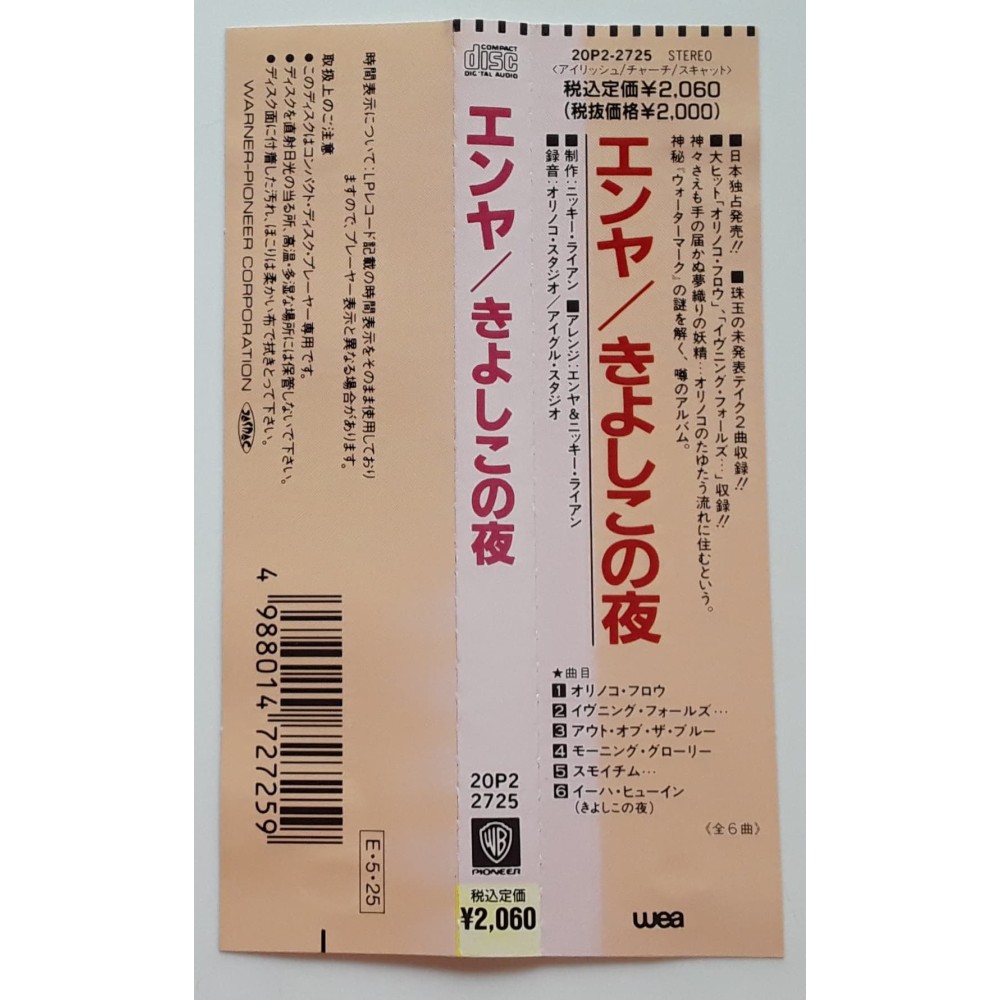 20P2-2725 STEREO
〈アイリッシュ/チャーチ/スキャット〉
税込定価¥2,060
(税抜価格¥2,000)
■日本独占発売!! ■珠玉の未発表テイク2曲収録!!
■大ヒット「オリノコ・フロウ」、「イヴニング・フォールズ…」収録!!
神々さえも手の届かぬ夢織りの妖精…オリノコのたゆたう流れに住むという。
神秘『ウォーターマーク』の謎を解く、噂のアルバム。
エンヤ/きよしこの夜
■制作:ニッキー・ライアン ■アレンジ:エンヤ&ニッキー・ライアン
■録音:オリノコ・スタジオ/アイグル・スタジオ
★曲目
1 オリノコ・フロウ
2 イヴニング・フォールズ…
3 アウト・オブ・ザ・ブルー
4 モーニング・グローリー
5 スモイチム…
6 イーハ・ヒューイン
(きよしこの夜)
〈全6曲〉
wea
COMPACT
disc
DIGITAL AUDIO
エンヤ/きよしこの夜
20P2
2725
WB
PIONEER
税込定価
¥2,060
時間表示について:LPレコード記載の時間表示をそのまま使用しており
ますので、プレーヤー表示と異なる場合があります。
取扱上のご注意
●このディスクはコンパクト・ディスク・プレーヤー専用です。
●ディスクを直射日光の当る所、高温・多湿な場所には保管しないで下さい。
●ディスク面に付着した汚れ、ほこりは柔かい布で拭きとって下さい。
WARNER-PIONEER CORPORATION
JASRAC
4 988014 727259
E・5・25